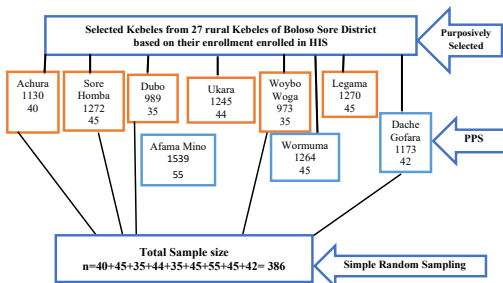 Selected Kebeles from 27 rural Kebeles of Boloso Sore District
based on their enrollment enrolled in HIS
Purposively
Selected
Achura
1130
40
Sore
Homba
1272
45
Dubo
989
35
Ukara
1245
44
Woybo
Woga
973
35
Legama
1270
45
Afama Mino
1539
55
Wormuma
1264
45
Dache
Gofara
1173
42
PPS
Total Sample size
n=40+45+35+44+35+45+55+45+42= 386
Simple Random Sampling